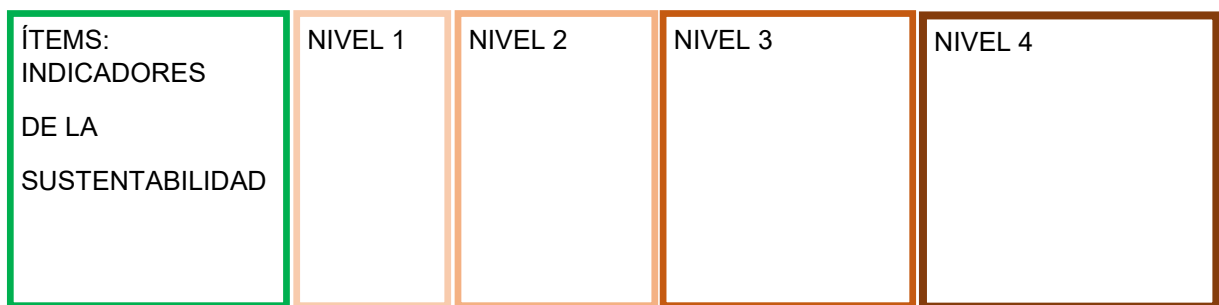 ÍTEMS:
INDICADORES
DE LA
SUSTENTABILIDAD
NIVEL 1
NIVEL 2
NIVEL 3
NIVEL 4